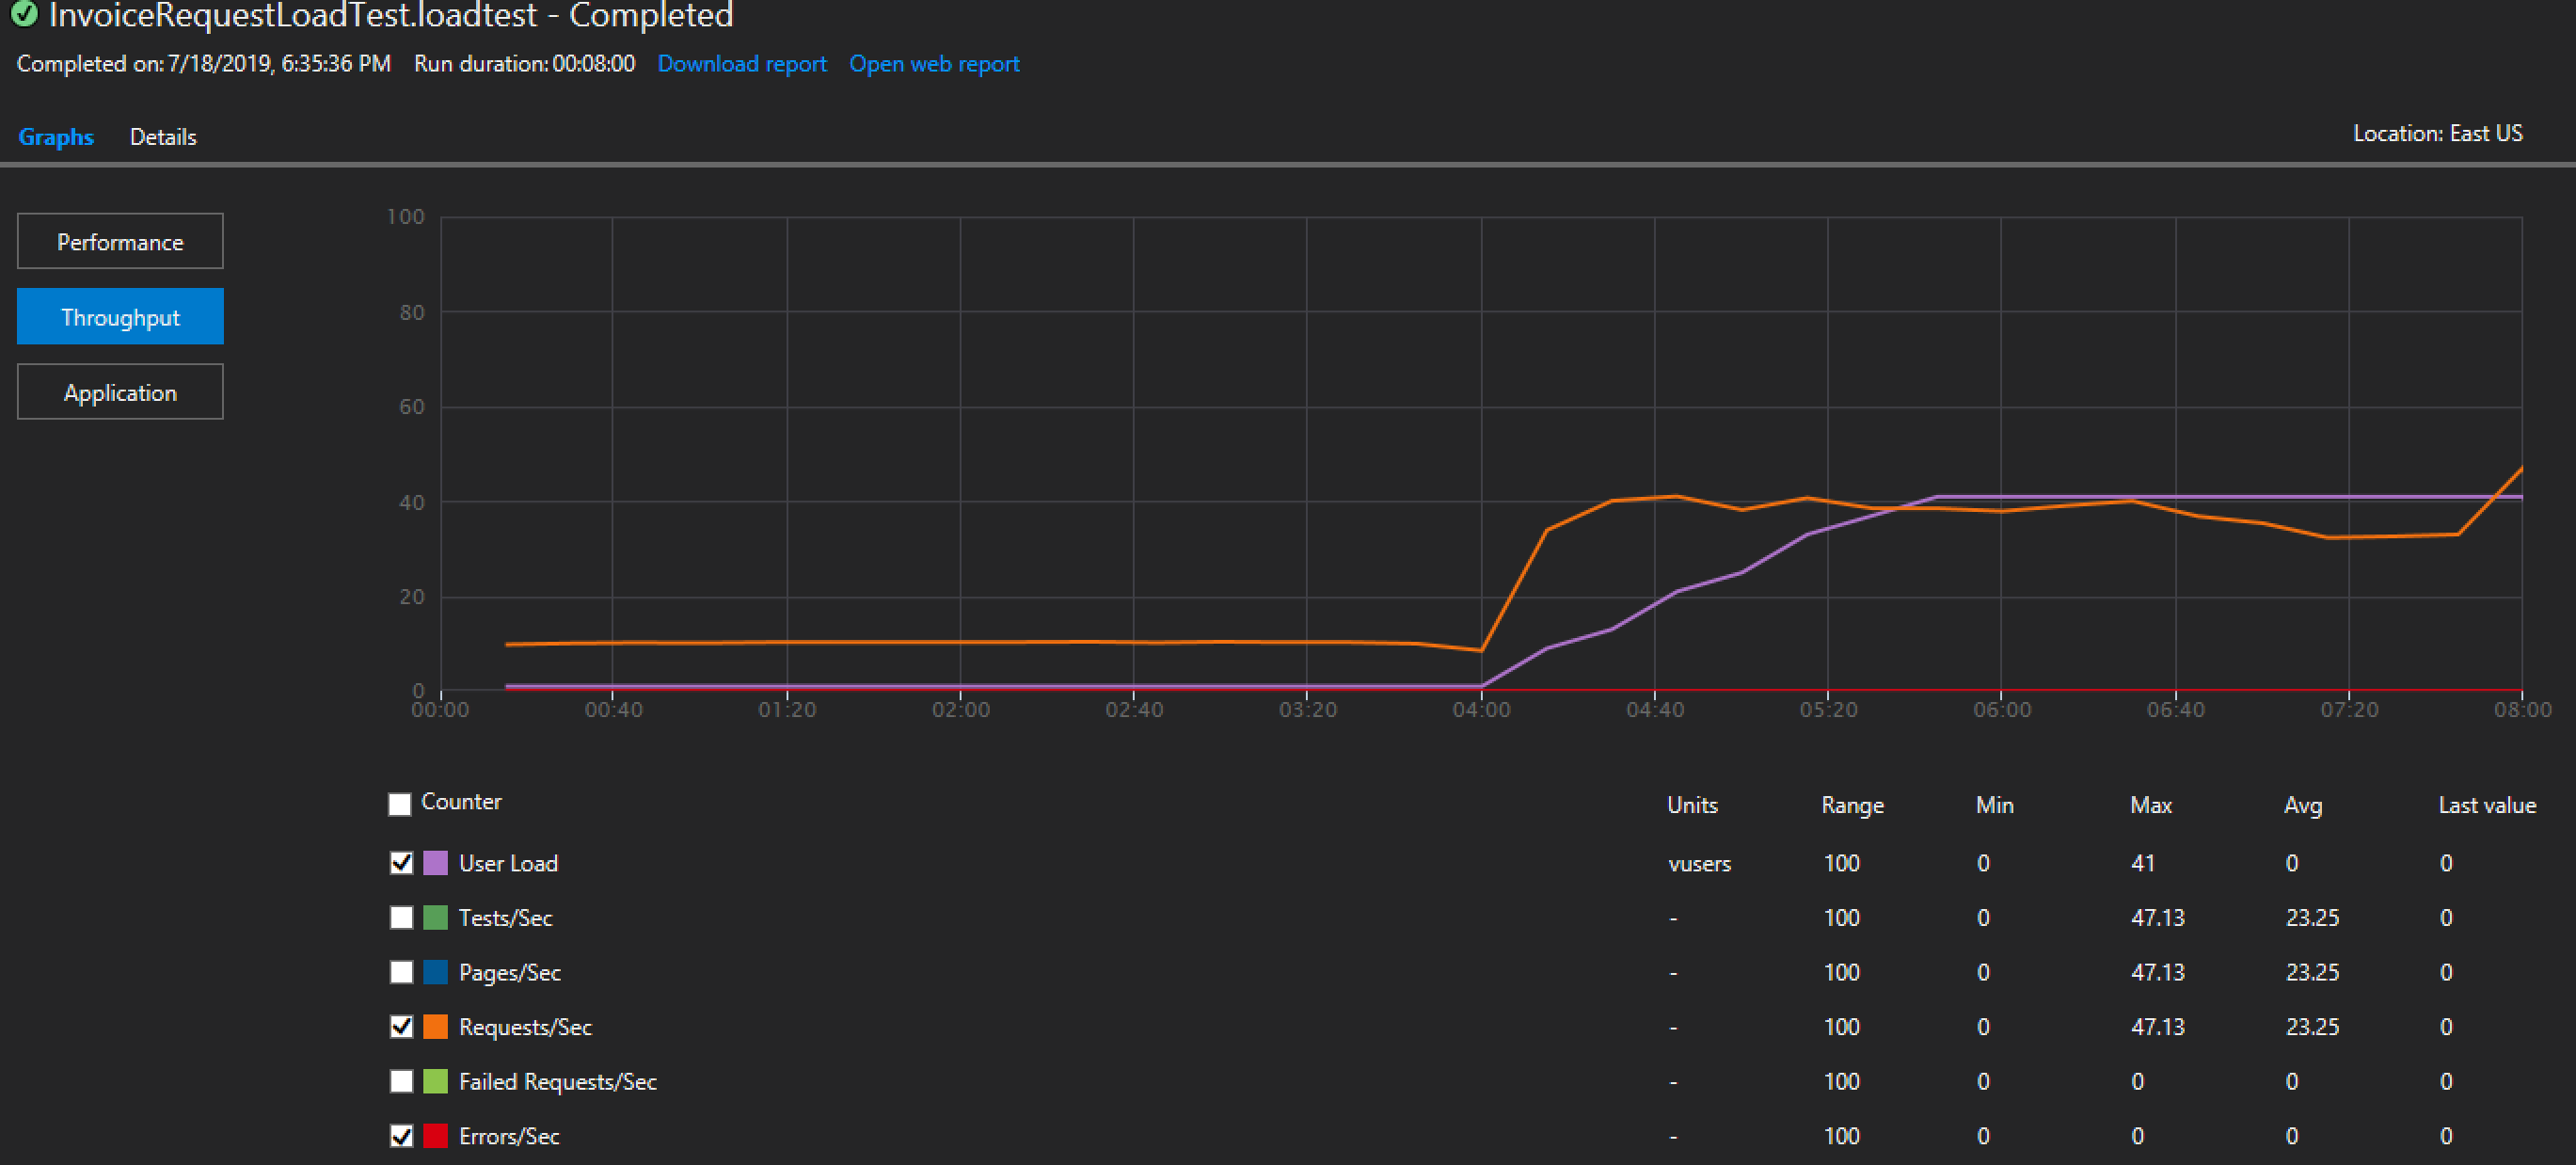 InvoiceRequestLoadTest.loadtest - Completed
Completed on: 7/18/2019, 6:35:36 PM Run duration: 00:08:00 Download report Open web report
Graphs Details Location: East US
Performance
Throughput
Application
100
80
60
40
20
0
00:00 00:40 01:20 02:00 02:40 03:20 04:00 04:40 05:20 06:00 06:40 07:20 08:00
Counter Units Range Min Max Avg Last value
User Load vusers 100 0 41 0 0
Tests/Sec - 100 0 47.13 23.25 0
Pages/Sec - 100 0 47.13 23.25 0
Requests/Sec - 100 0 47.13 23.25 0
Failed Requests/Sec - 100 0 0 0 0
Errors/Sec - 100 0 0 0 0